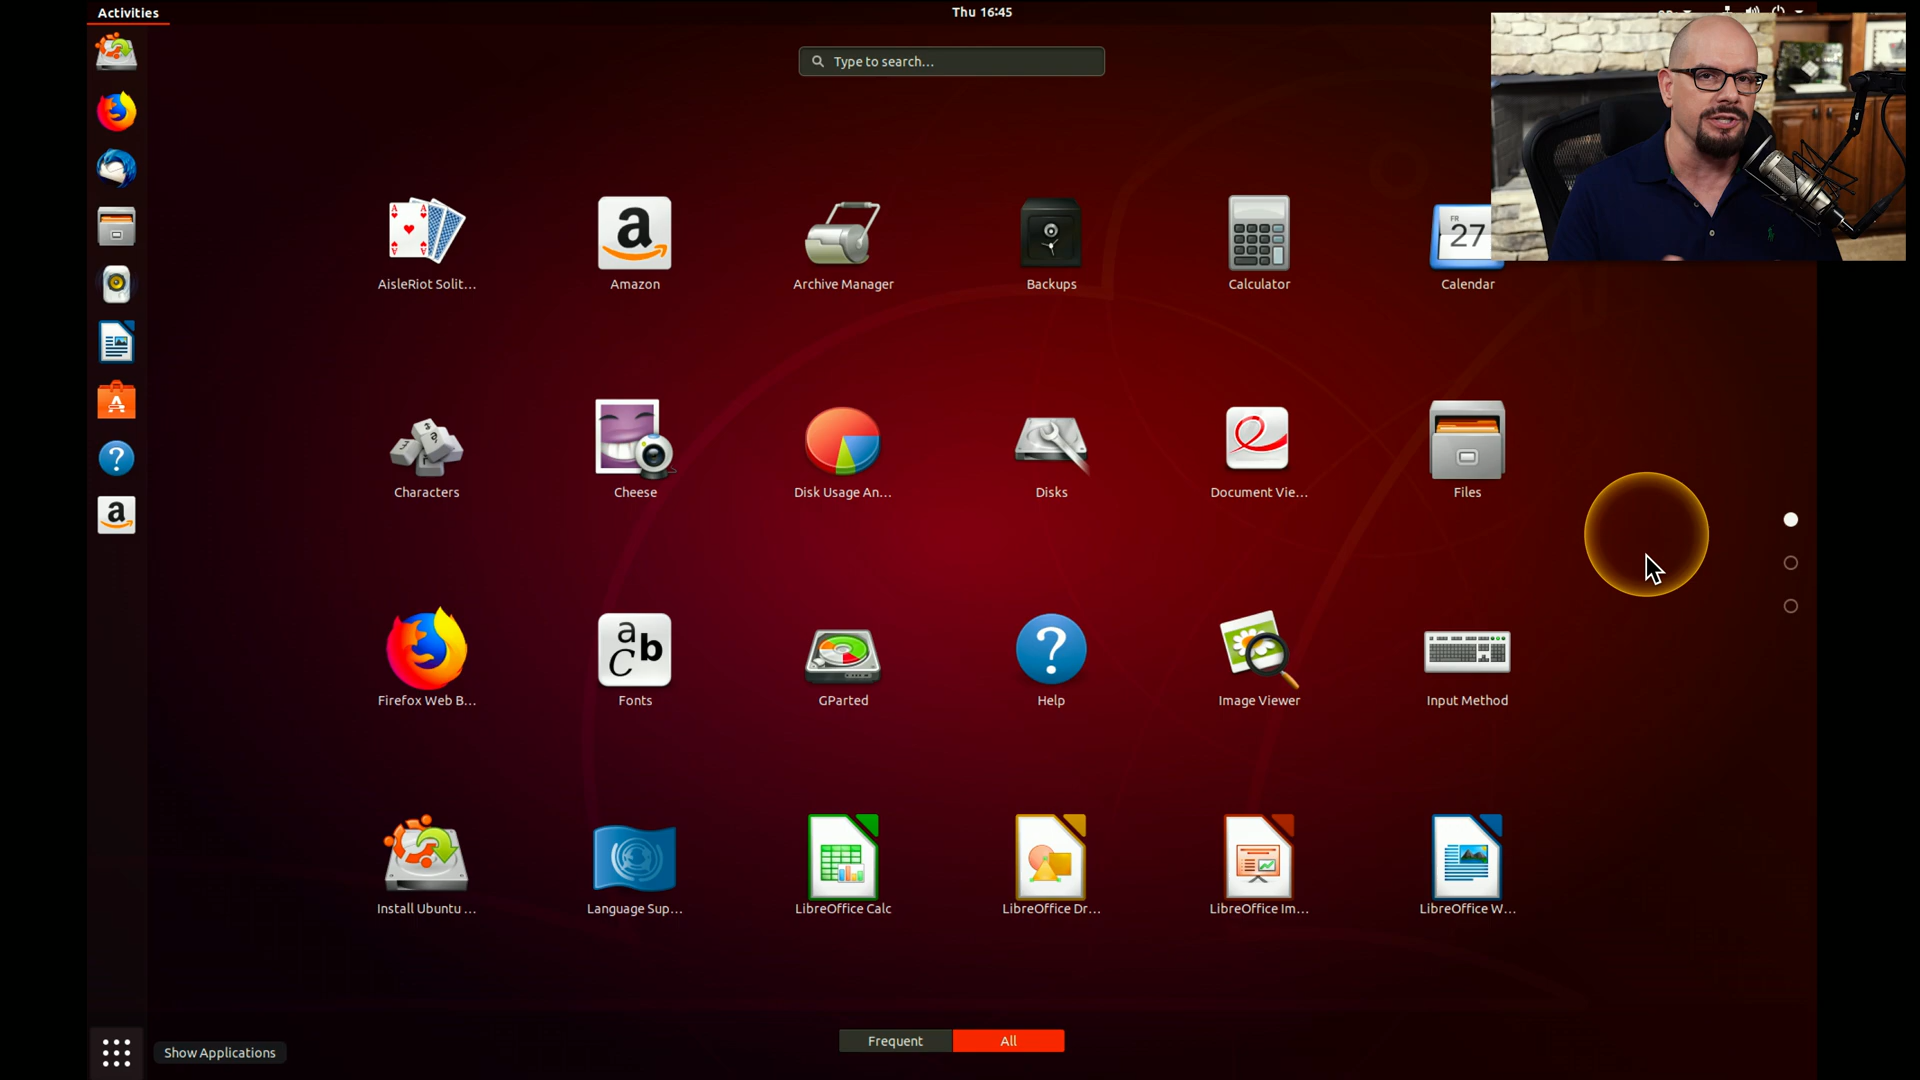 Activities
Thu 16:45
Type to search...
FR
27
AisleRiot Solit...
Amazon
Archive Manager
Backups
Calculator
Calendar
Characters
Cheese
Disk Usage An...
Disks
Document Vie...
Files
a
b
C
Firefox Web B...
Fonts
GParted
Help
Image Viewer
Input Method
Install Ubuntu ...
Language Sup...
LibreOffice Calc
LibreOffice Dr...
LibreOffice Im...
LibreOffice W...
Frequent
All
Show Applications